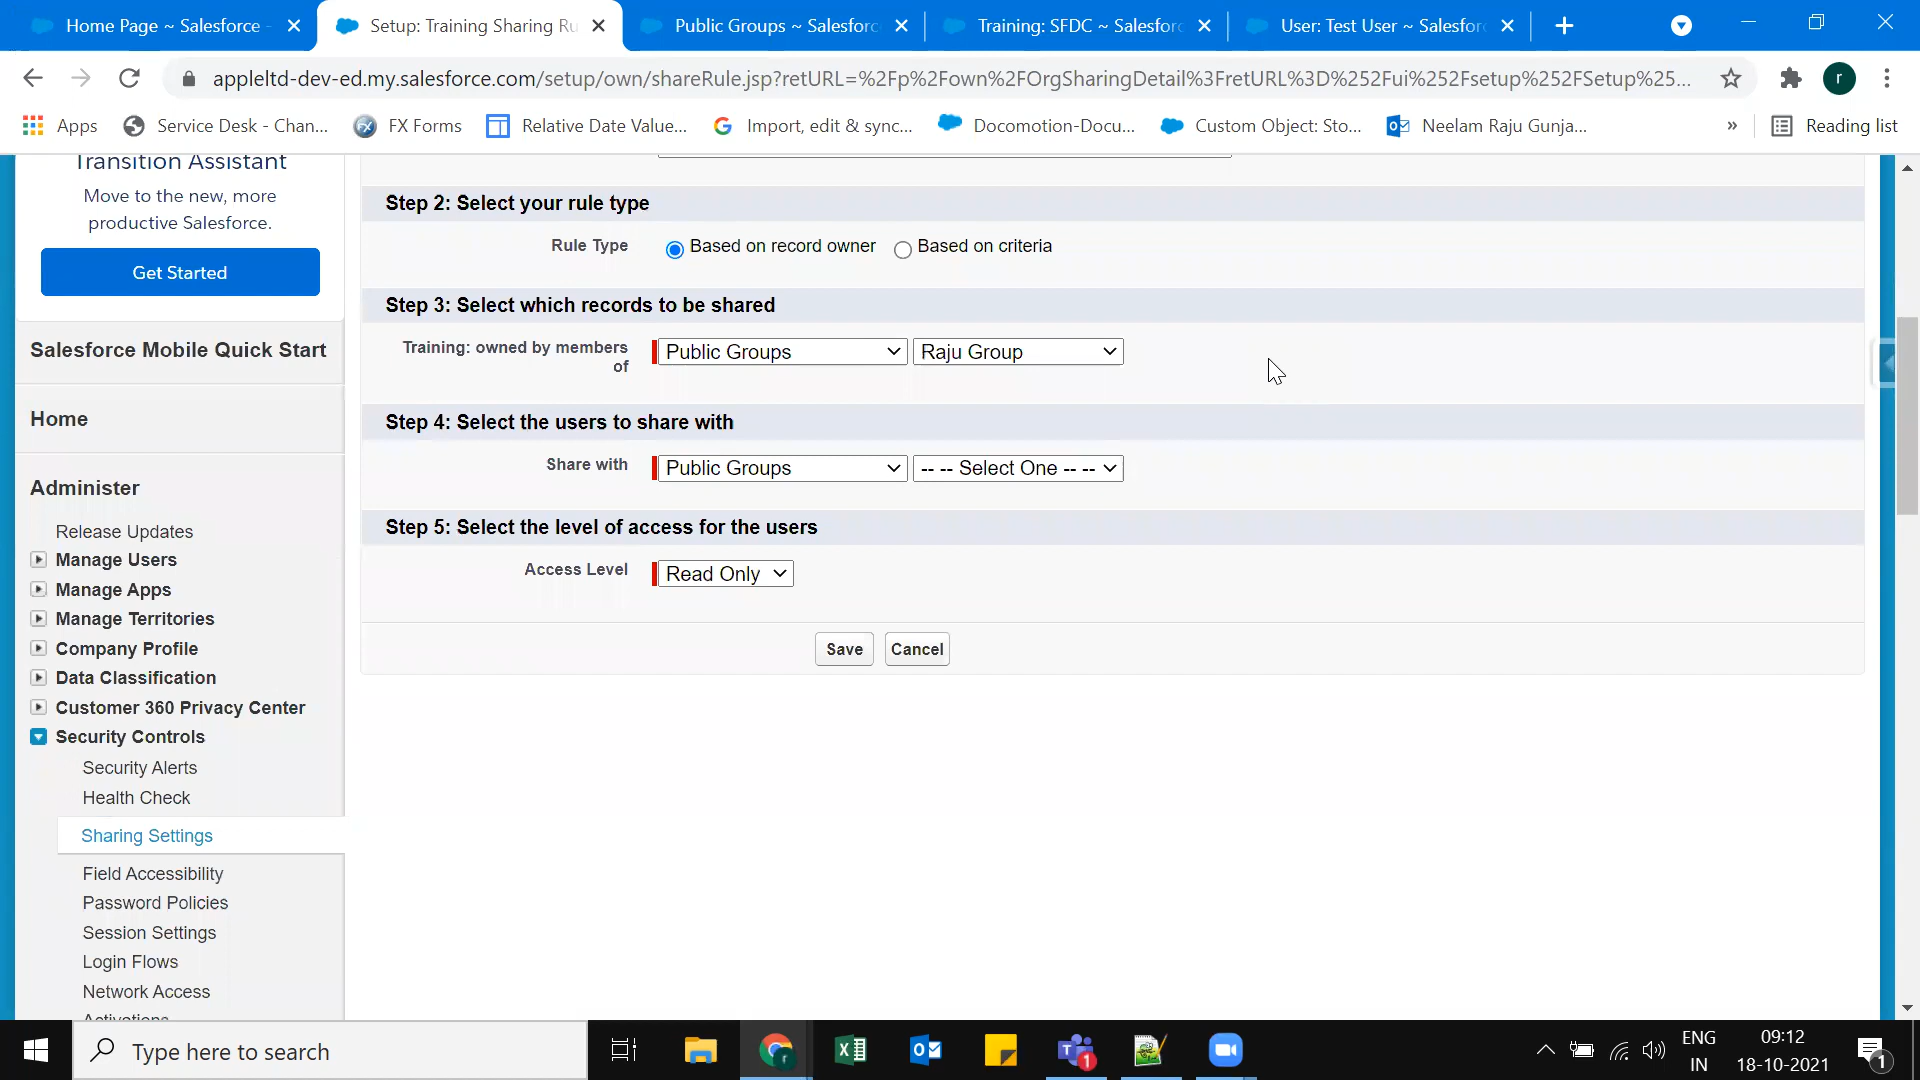 Home Page ~ Salesforce -
Setup: Training Sharing Ru
Public Groups ~ Salesforc
Training: SFDC ~ Salesforc
User: Test User ~ Salesfor
appleltd-dev-ed.my.salesforce.com/setup/own/shareRule.jsp?retURL=%2Fp%2Fown%2FOrgSharingDetail%3FretURL%3D%252Fui%252Fsetup%252FSetup%25...
r
Apps
Service Desk - Chan...
FX Forms
Relative Date Value...
Import, edit & sync...
Docomotion-Docu...
Custom Object: Sto...
Neelam Raju Gunja...
»
Reading list
Transition Assistant
Move to the new, more
productive Salesforce.
Get Started
Salesforce Mobile Quick Start
Home
Administer
Release Updates
Manage Users
Manage Apps
Manage Territories
Company Profile
Data Classification
Customer 360 Privacy Center
Security Controls
Security Alerts
Health Check
Sharing Settings
Field Accessibility
Password Policies
Session Settings
Login Flows
Network Access
Activations
Step 2: Select your rule type
Rule Type
Based on record owner
Based on criteria
Step 3: Select which records to be shared
Training: owned by members
of
Public Groups
Raju Group
Step 4: Select the users to share with
Share with
Public Groups
-- -- Select One -- --
Step 5: Select the level of access for the users
Access Level
Read Only
Save
Cancel
Type here to search
1
ENG
IN
09:12
18-10-2021
1